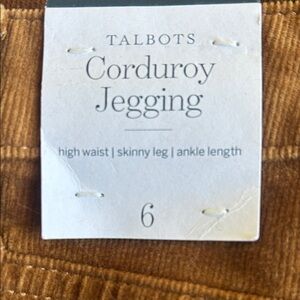 TALBOTS
Corduroy
Jegging
high waist | skinny leg | ankle length
6